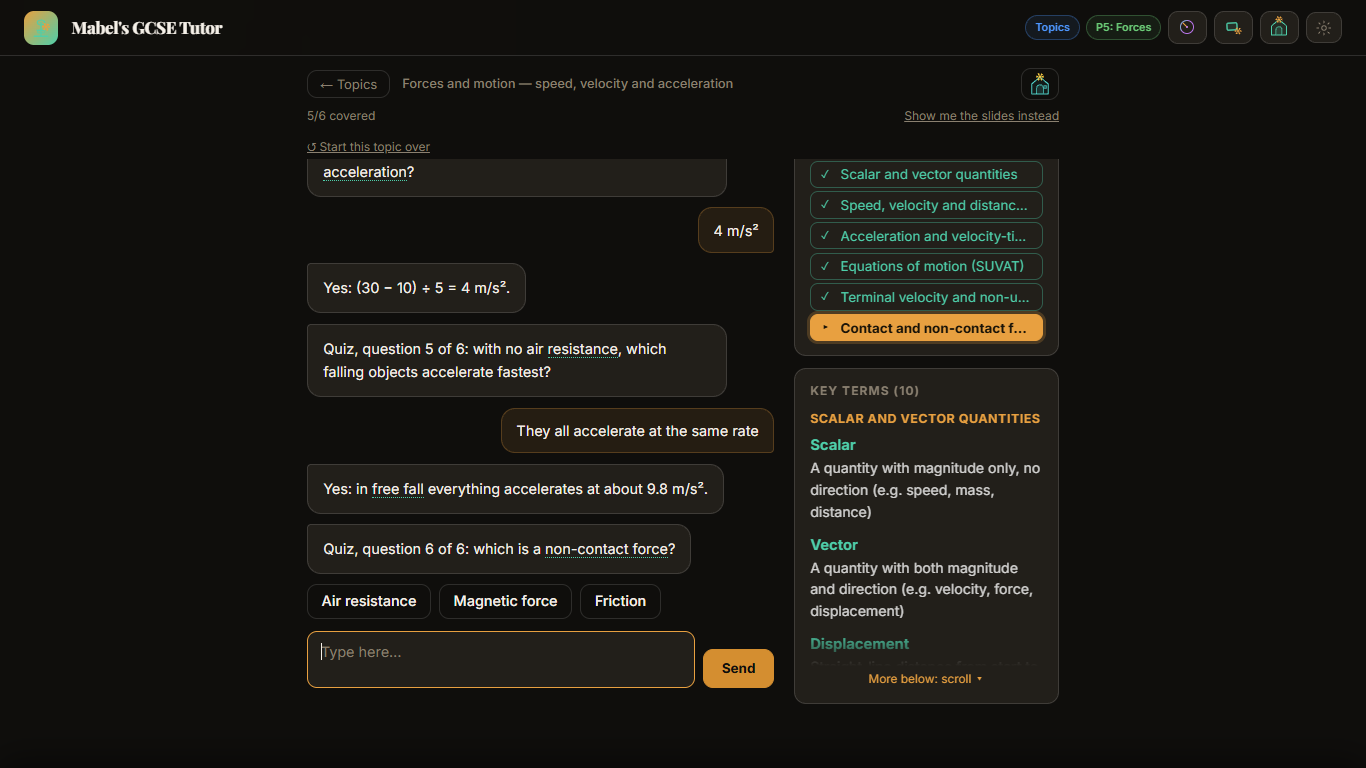 Mabel's GCSE Tutor
Topics
P5: Forces
← Topics
Forces and motion — speed, velocity and acceleration
5/6 covered
Show me the slides instead
↺ Start this topic over
acceleration?
4 m/s²
Yes: (30 − 10) ÷ 5 = 4 m/s².
Quiz, question 5 of 6: with no air resistance, which
falling objects accelerate fastest?
They all accelerate at the same rate
Yes: in free fall everything accelerates at about 9.8 m/s².
Quiz, question 6 of 6: which is a non-contact force?
Air resistance
Magnetic force
Friction
Type here...
Send
✓ Scalar and vector quantities
✓ Speed, velocity and distanc...
✓ Acceleration and velocity-ti...
✓ Equations of motion (SUVAT)
✓ Terminal velocity and non-u...
▸ Contact and non-contact f...
KEY TERMS (10)
SCALAR AND VECTOR QUANTITIES
Scalar
A quantity with magnitude only, no
direction (e.g. speed, mass,
distance)
Vector
A quantity with both magnitude
and direction (e.g. velocity, force,
displacement)
Displacement
More below: scroll ▾